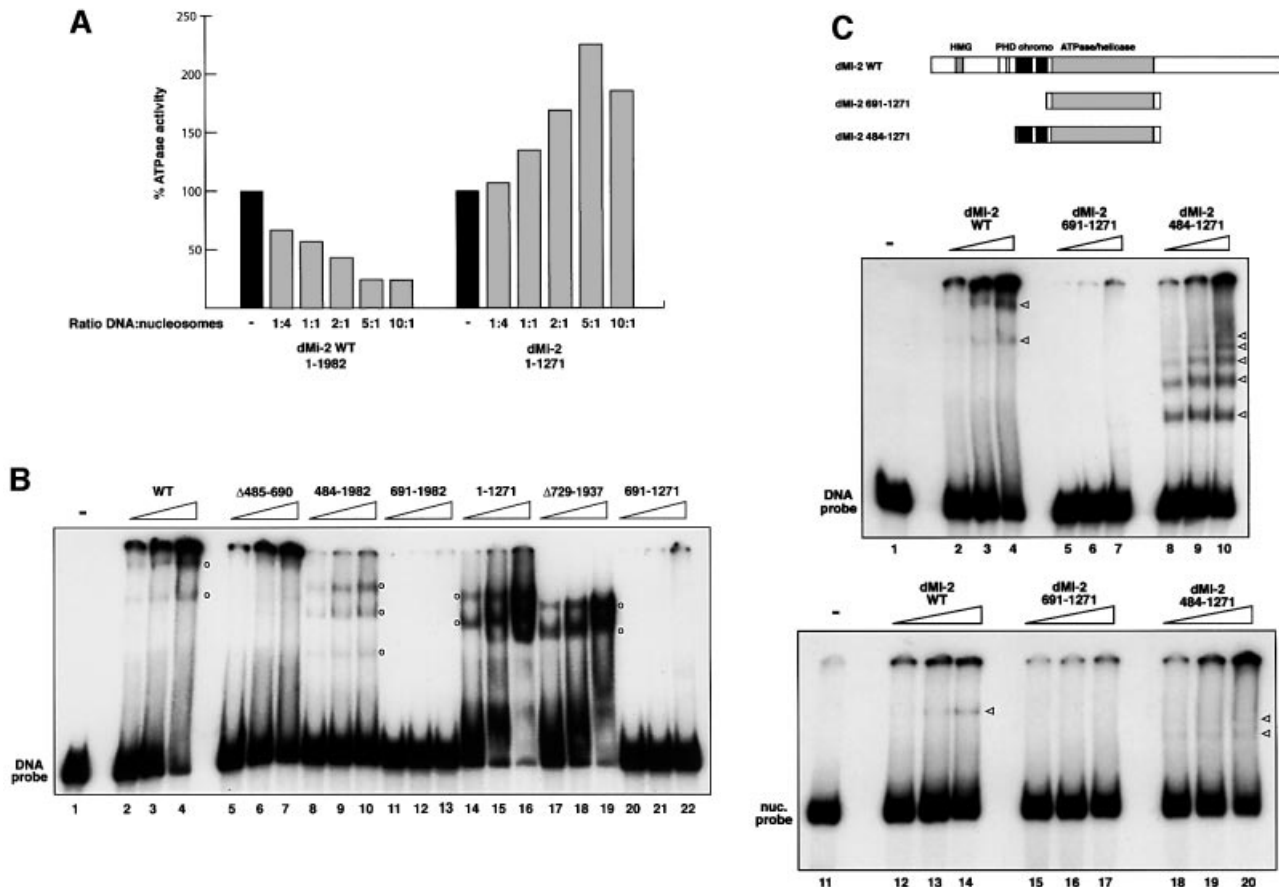 A
250
200
150
100
50
% ATPase activity
Ratio DNA:nucleosomes - 1:4 1:1 2:1 5:1 10:1 - 1:4 1:1 2:1 5:1 10:1
dMi-2 WT
1-1982
dMi-2
1-1271
B
- WT Δ485-690 484-1982 691-1982 1-1271 Δ729-1937 691-1271
DNA
probe
1 2 3 4 5 6 7 8 9 10 11 12 13 14 15 16 17 18 19 20 21 22
C
HMG PHD chromo ATPase/helicase
dMi-2 WT
dMi-2 691-1271
dMi-2 484-1271
- dMi-2
WT
dMi-2
691-1271
dMi-2
484-1271
DNA
probe
1 2 3 4 5 6 7 8 9 10
- dMi-2
WT
dMi-2
691-1271
dMi-2
484-1271
nuc.
probe
11 12 13 14 15 16 17 18 19 20